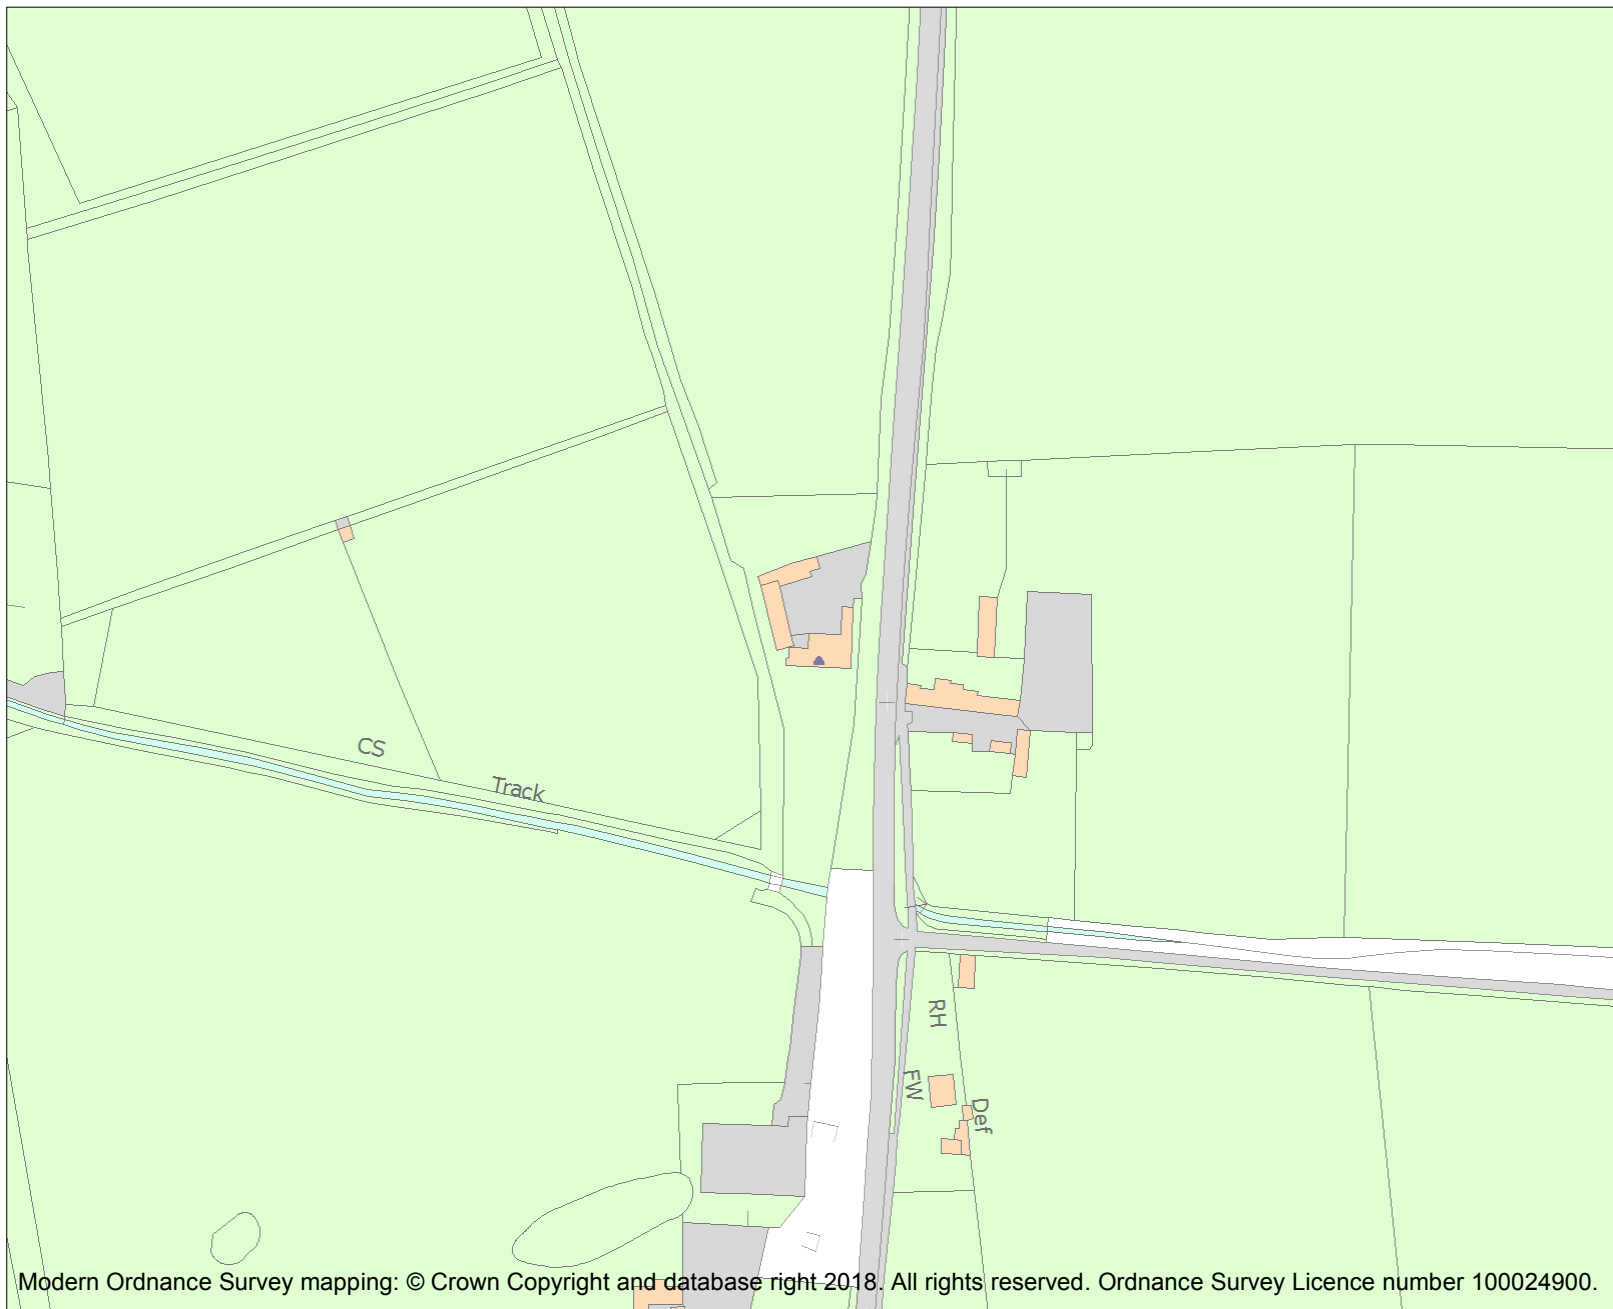 CS
Track
RH
FW
Def
Modern Ordnance Survey mapping: © Crown Copyright and database right 2018. All rights reserved. Ordnance Survey Licence number 100024900.